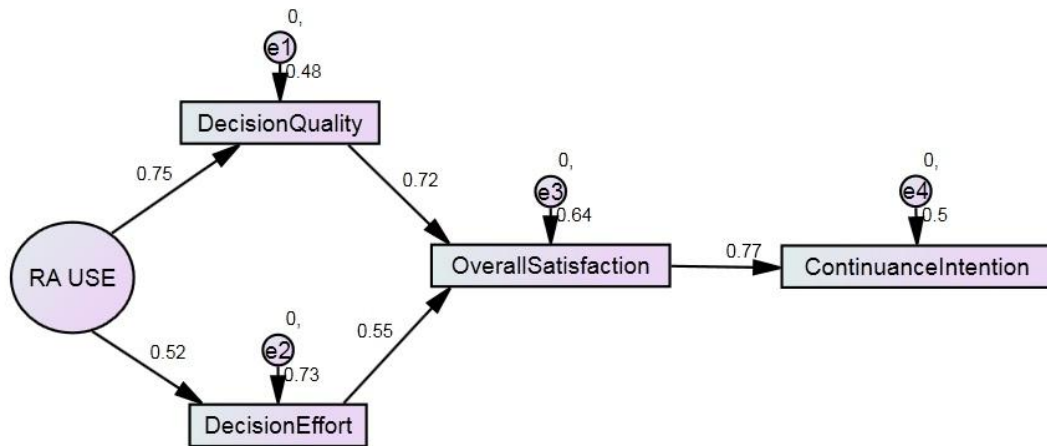 0,
e1
0.48
DecisionQuality
0.75
0.72
0,
e3
0.64
0,
e4
0.5
RA USE
OverallSatisfaction
0.77
ContinuanceIntention
0.52
0,
e2
0.73
0.55
DecisionEffort